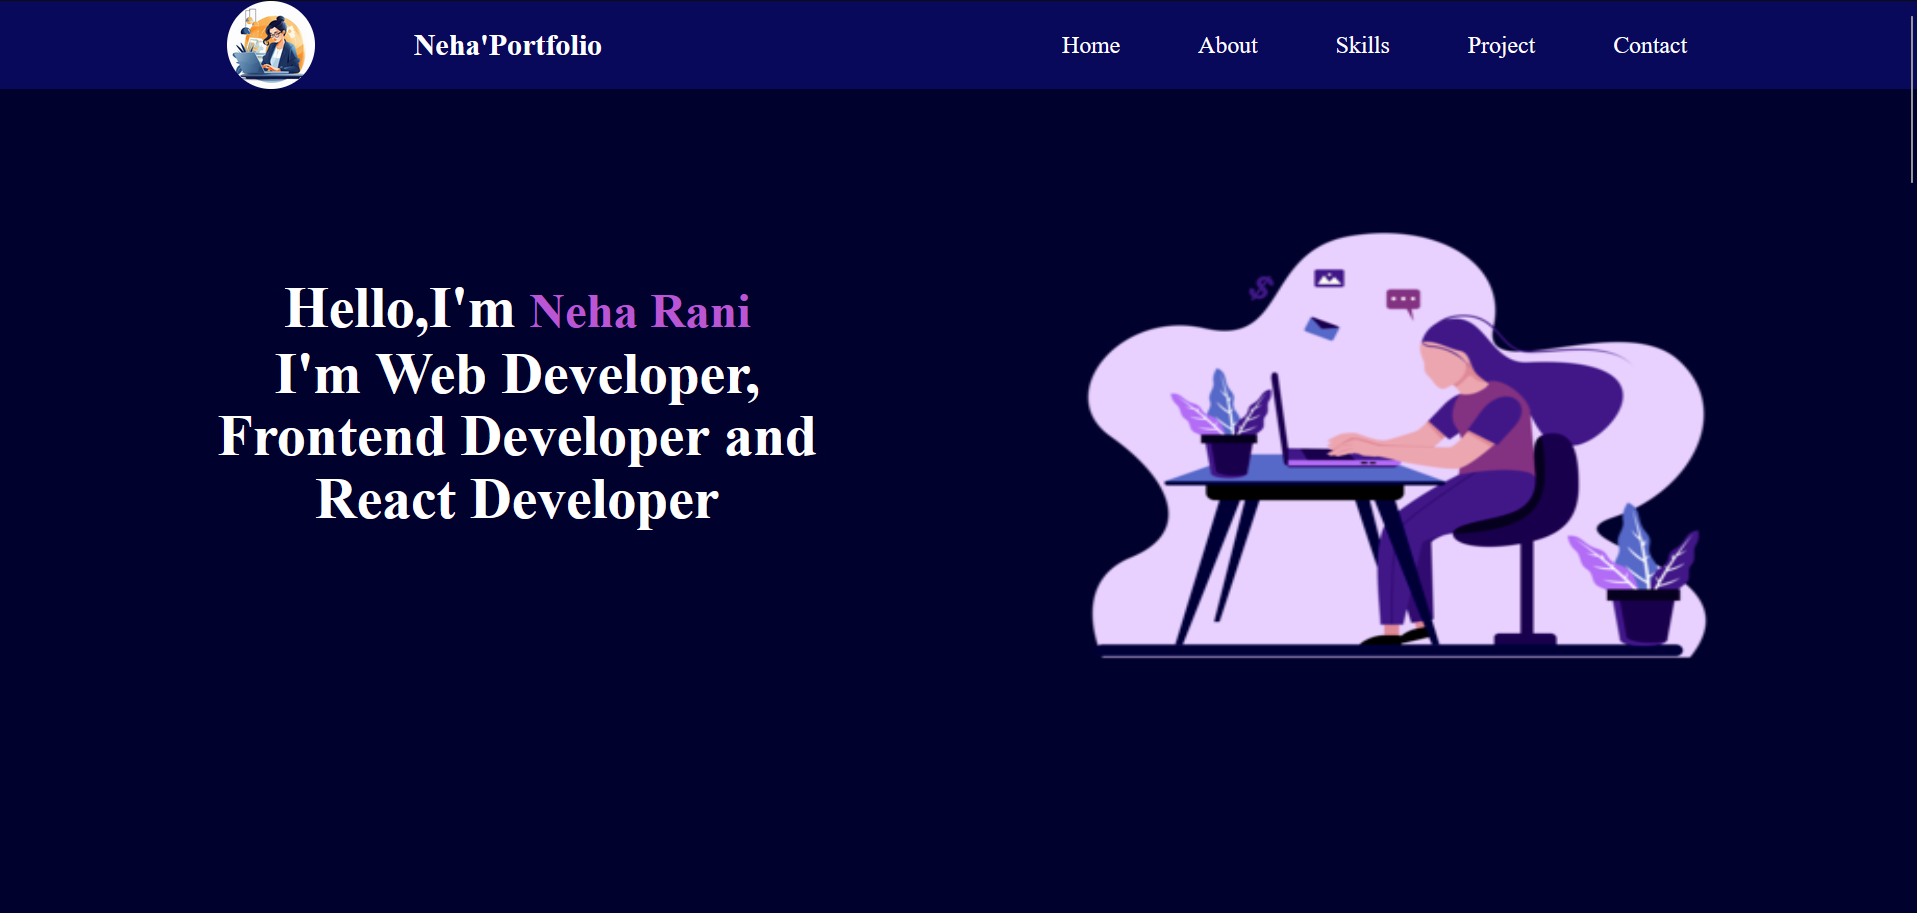 Neha'Portfolio
Home
About
Skills
Project
Contact
Hello,I'm Neha Rani
I'm Web Developer,
Frontend Developer and
React Developer
$